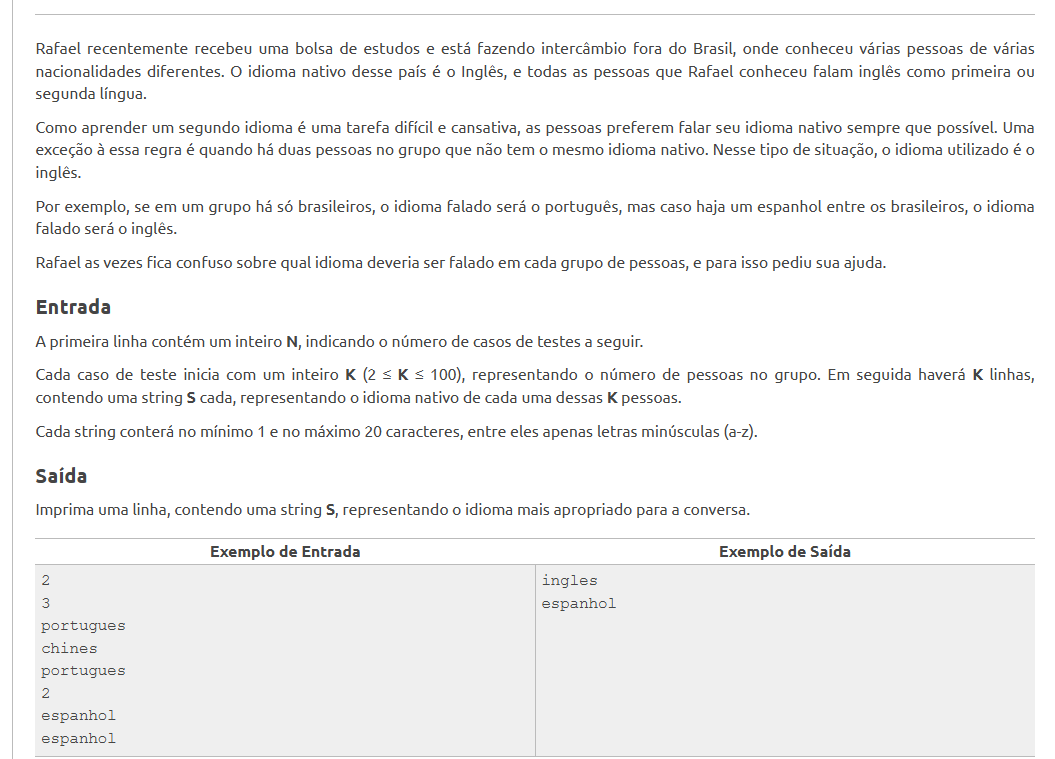 Rafael recentemente recebeu uma bolsa de estudos e está fazendo intercâmbio fora do Brasil, onde conheceu várias pessoas de várias
nacionalidades diferentes. O idioma nativo desse país é o Inglês, e todas as pessoas que Rafael conheceu falam inglês como primeira ou
segunda língua.
Como aprender um segundo idioma é uma tarefa difícil e cansativa, as pessoas preferem falar seu idioma nativo sempre que possível. Uma
exceção à essa regra é quando há duas pessoas no grupo que não tem o mesmo idioma nativo. Nesse tipo de situação, o idioma utilizado é o
inglês.
Por exemplo, se em um grupo há só brasileiros, o idioma falado será o português, mas caso haja um espanhol entre os brasileiros, o idioma
falado será o inglês.
Rafael as vezes fica confuso sobre qual idioma deveria ser falado em cada grupo de pessoas, e para isso pediu sua ajuda.
Entrada
A primeira linha contém um inteiro N, indicando o número de casos de testes a seguir.
Cada caso de teste inicia com um inteiro K (2 ≤ K ≤ 100), representando o número de pessoas no grupo. Em seguida haverá K linhas,
contendo uma string S cada, representando o idioma nativo de cada uma dessas K pessoas.
Cada string conterá no mínimo 1 e no máximo 20 caracteres, entre eles apenas letras minúsculas (a-z).
Saída
Imprima uma linha, contendo uma string S, representando o idioma mais apropriado para a conversa.
Exemplo de Entrada
2
3
portugues
chines
portugues
2
espanhol
espanhol
Exemplo de Saída
ingles
espanhol